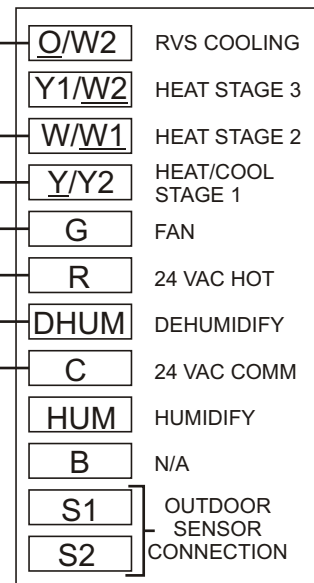 O/W2 RVS COOLING
Y1/W2 HEAT STAGE 3
W/W1 HEAT STAGE 2
Y/Y2 HEAT/COOL
STAGE 1
G FAN
R 24 VAC HOT
DHUM DEHUMIDIFY
C 24 VAC COMM
HUM HUMIDIFY
B N/A
S1 OUTDOOR
SENSOR
S2 CONNECTION